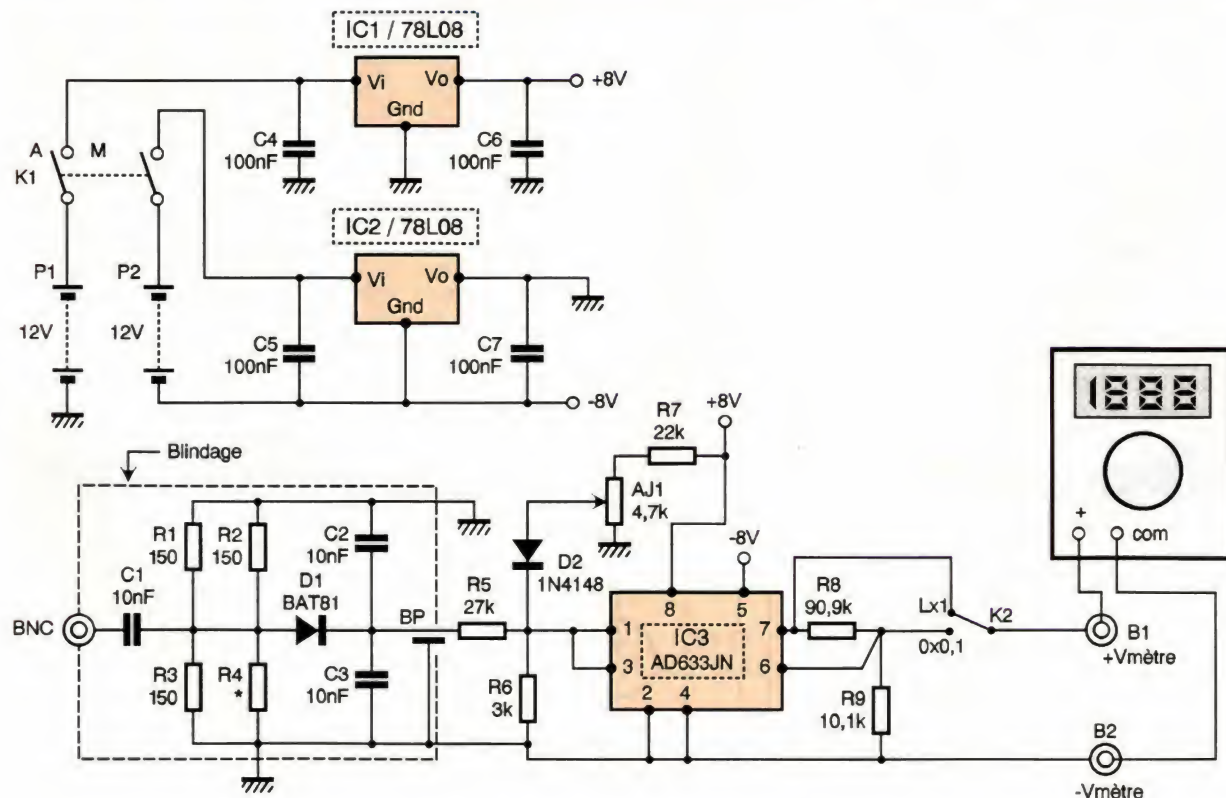 IC1 / 78L08
Vi
Vo
Gnd
+8V
C4
100nF
C6
100nF
A
M
K1
IC2 / 78L08
Vi
Vo
Gnd
P1
P2
12V
12V
C5
100nF
C7
100nF
-8V
R7
22k
+8V
Blindage
AJ1
4,7k
-8V
R1
150
R2
150
C2
10nF
D2
1N4148
C1
10nF
D1
BAT81
BP
R5
27k
BNC
R3
150
R4
*
C3
10nF
R6
3k
8
5
1
3
IC3
AD633JN
7
6
2
4
R8
90,9k
Lx1
0x0,1
K2
R9
10,1k
1888
+
com
B1
+Vmètre
B2
-Vmètre